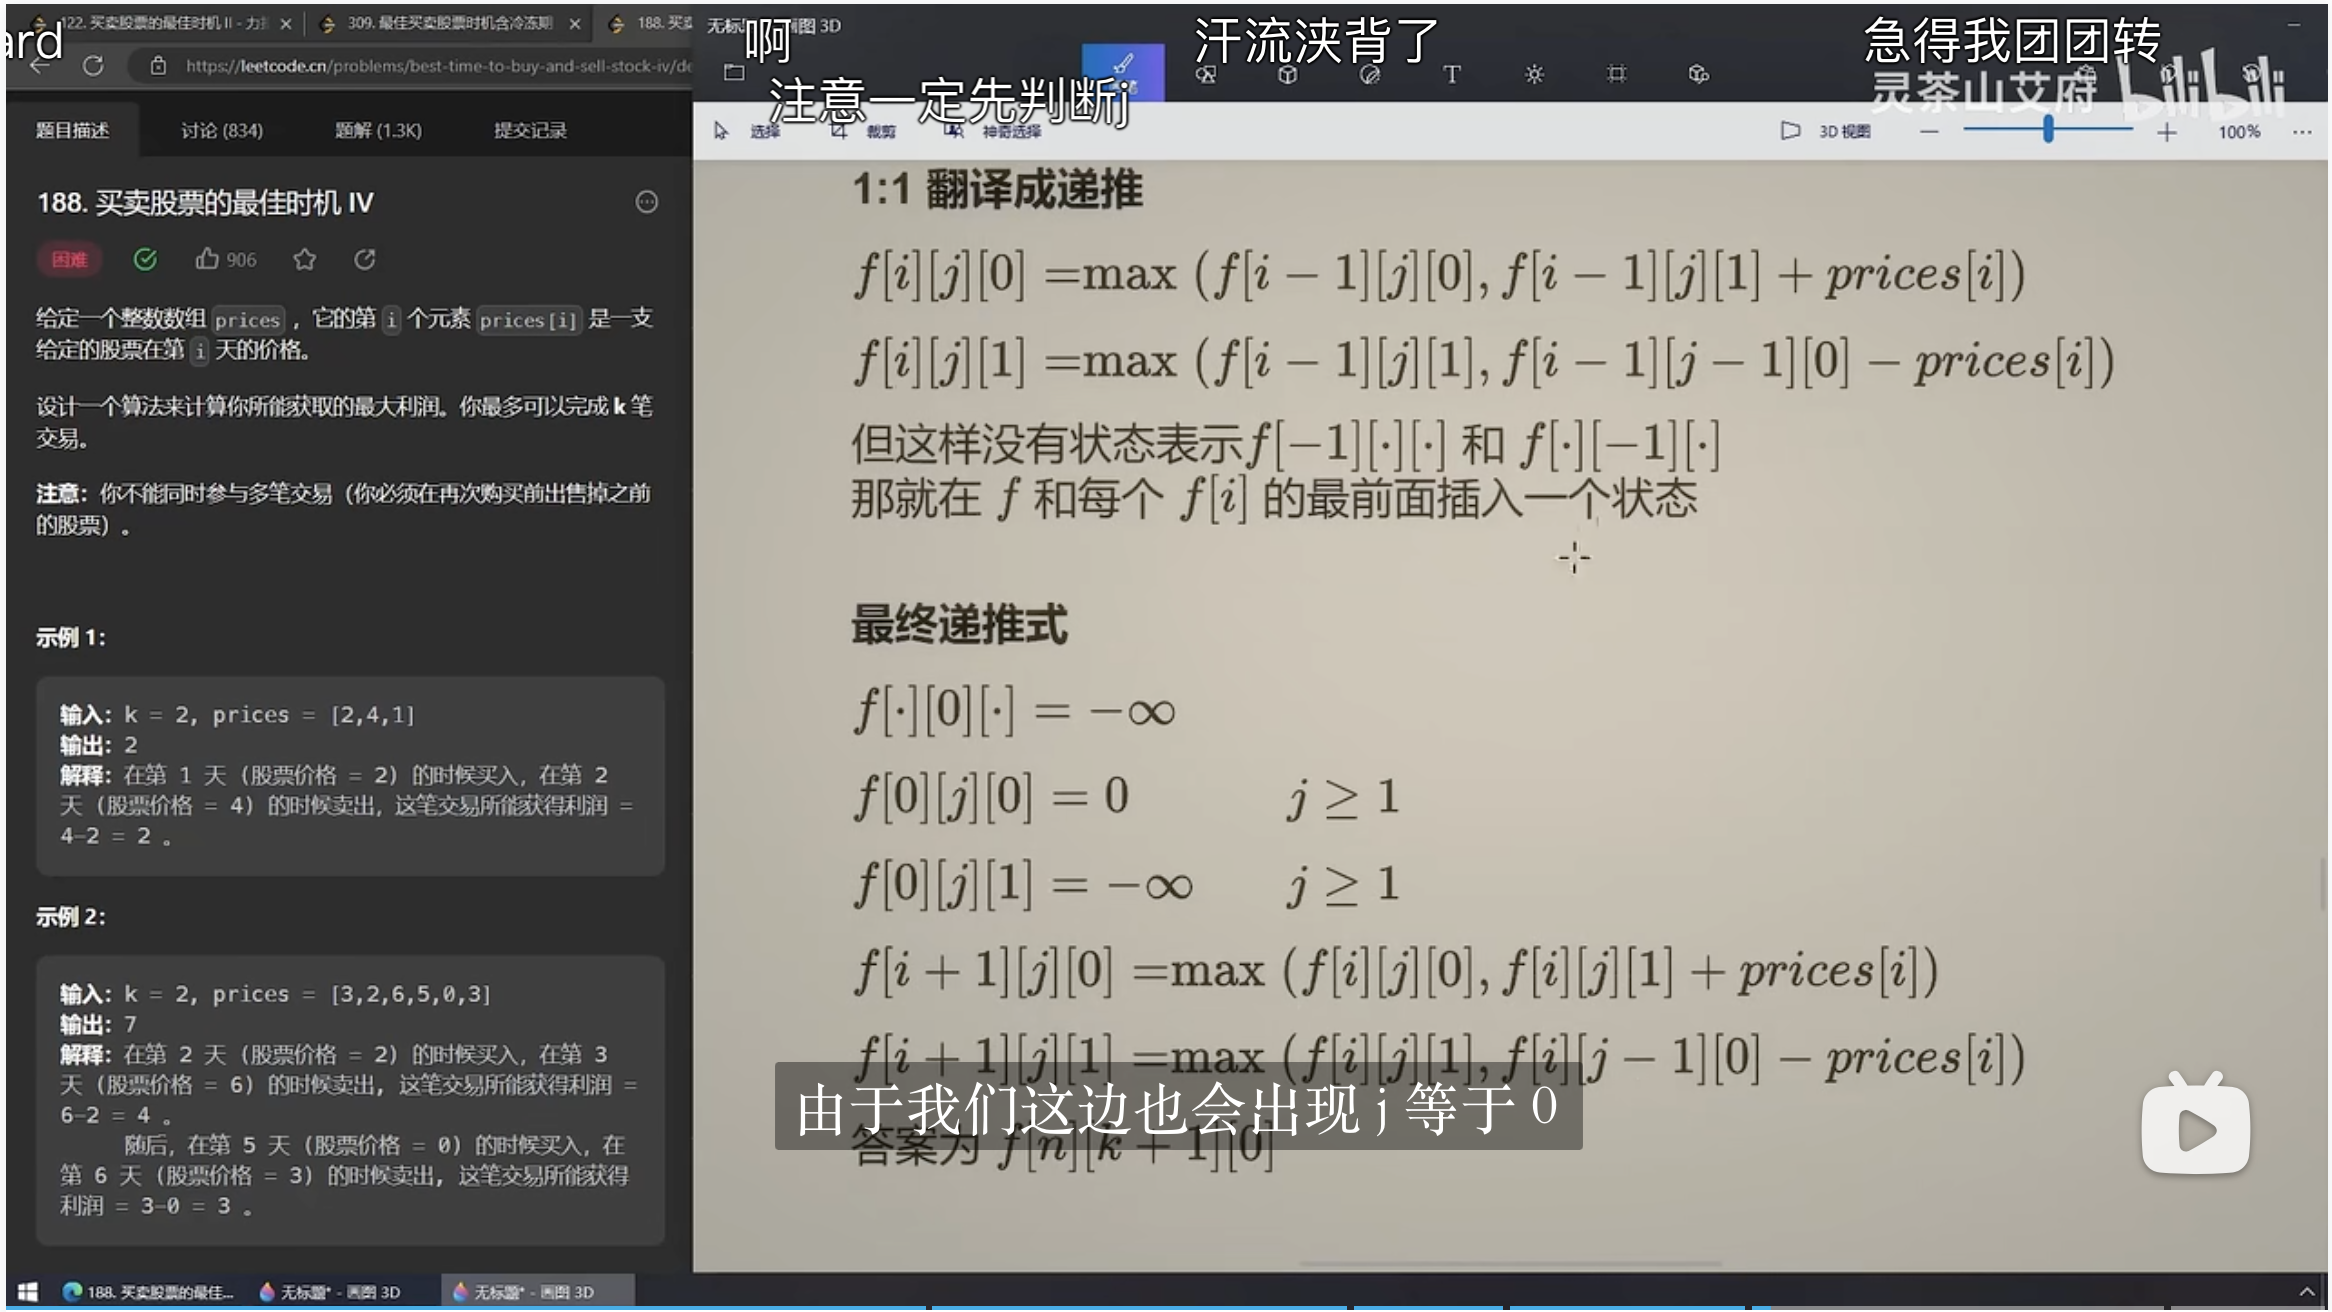 122. 买卖股票的最佳时机 II - 力扣
309. 最佳买卖股票时机含冷冻期
188. 买卖
画图 3D
ard
啊
汗流浃背了
急得我团团转
注意一定先判断j
灵茶山艾府
bilibili
https://leetcode.cn/problems/best-time-to-buy-and-sell-stock-iv/de
题目描述
讨论 (834)
题解 (1.3K)
提交记录
选择
裁剪
神奇选择
3D 视图
100%
188. 买卖股票的最佳时机 IV
困难
906
给定一个整数数组 prices ，它的第 i 个元素 prices[i] 是一支
给定的股票在第 i 天的价格。
设计一个算法来计算你所能获取的最大利润。你最多可以完成 k 笔
交易。
注意：你不能同时参与多笔交易（你必须在再次购买前出售掉之前
的股票）。
示例 1：
输入：k = 2, prices = [2,4,1]
输出：2
解释：在第 1 天 (股票价格 = 2) 的时候买入，在第 2
天 (股票价格 = 4) 的时候卖出，这笔交易所能获得利润 =
4-2 = 2 。
示例 2：
输入：k = 2, prices = [3,2,6,5,0,3]
输出：7
解释：在第 2 天 (股票价格 = 2) 的时候买入，在第 3
天 (股票价格 = 6) 的时候卖出，这笔交易所能获得利润 =
6-2 = 4 。
随后，在第 5 天 (股票价格 = 0) 的时候买入，在
第 6 天 (股票价格 = 3) 的时候卖出，这笔交易所能获得
利润 = 3-0 = 3 。
1:1 翻译成递推
f[i][j][0] =max (f[i − 1][j][0], f[i − 1][j][1] + prices[i])
f[i][j][1] =max (f[i − 1][j][1], f[i − 1][j − 1][0] − prices[i])
但这样没有状态表示f[−1][·][·] 和 f[·][−1][·]
那就在 f 和每个 f[i] 的最前面插入一个状态
最终递推式
f[·][0][·] = −∞
f[0][j][0] = 0 j ≥ 1
f[0][j][1] = −∞ j ≥ 1
f[i + 1][j][0] =max (f[i][j][0], f[i][j][1] + prices[i])
f[i + 1][j][1] =max (f[i][j][1], f[i][j − 1][0] − prices[i])
由于我们这边也会出现 j 等于 0
答案为 f[n][k + 1][0]
188. 买卖股票的最佳...
无标题* - 画图 3D
无标题* - 画图 3D